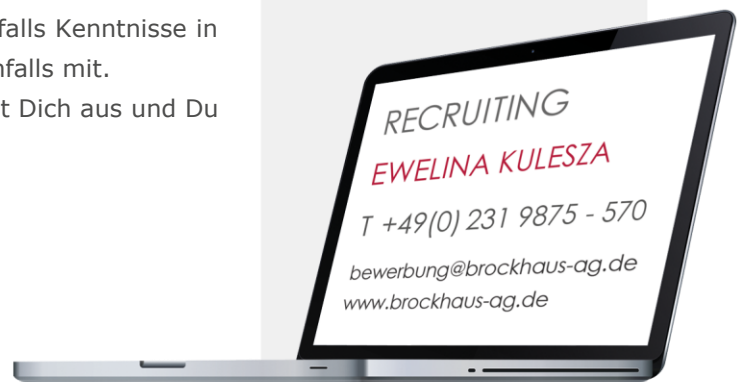 falls Kenntnisse in
nfalls mit.
t Dich aus und Du
RECRUITING
EWELINA KULESZA
T +49(0) 231 9875 - 570
bewerbung@brockhaus-ag.de
www.brockhaus-ag.de